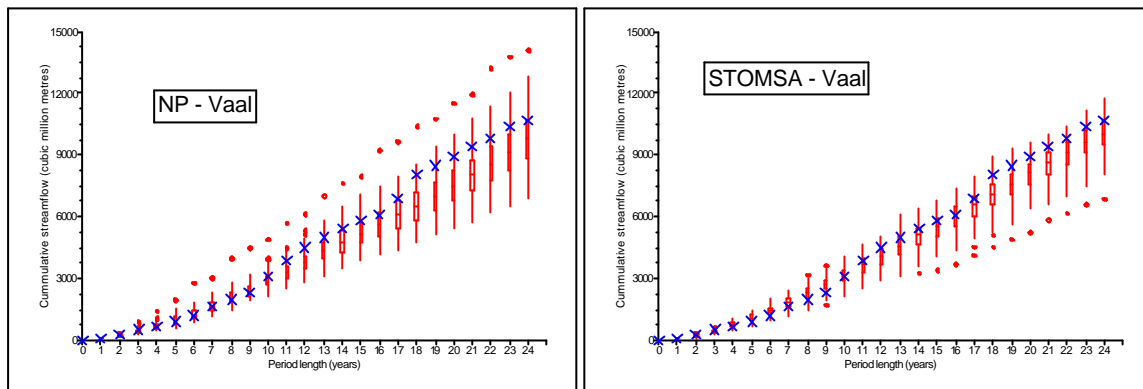 NP - Vaal
Cummulative streamflow (cubic million metres)
15000
12000
9000
6000
3000
0
0 1 2 3 4 5 6 7 8 9 10 11 12 13 14 15 16 17 18 19 20 21 22 23 24
Period length (years)
STOMSA - Vaal
Cummulative streamflow (cubic million metres)
15000
12000
9000
6000
3000
0
0 1 2 3 4 5 6 7 8 9 10 11 12 13 14 15 16 17 18 19 20 21 22 23 24
Period length (years)